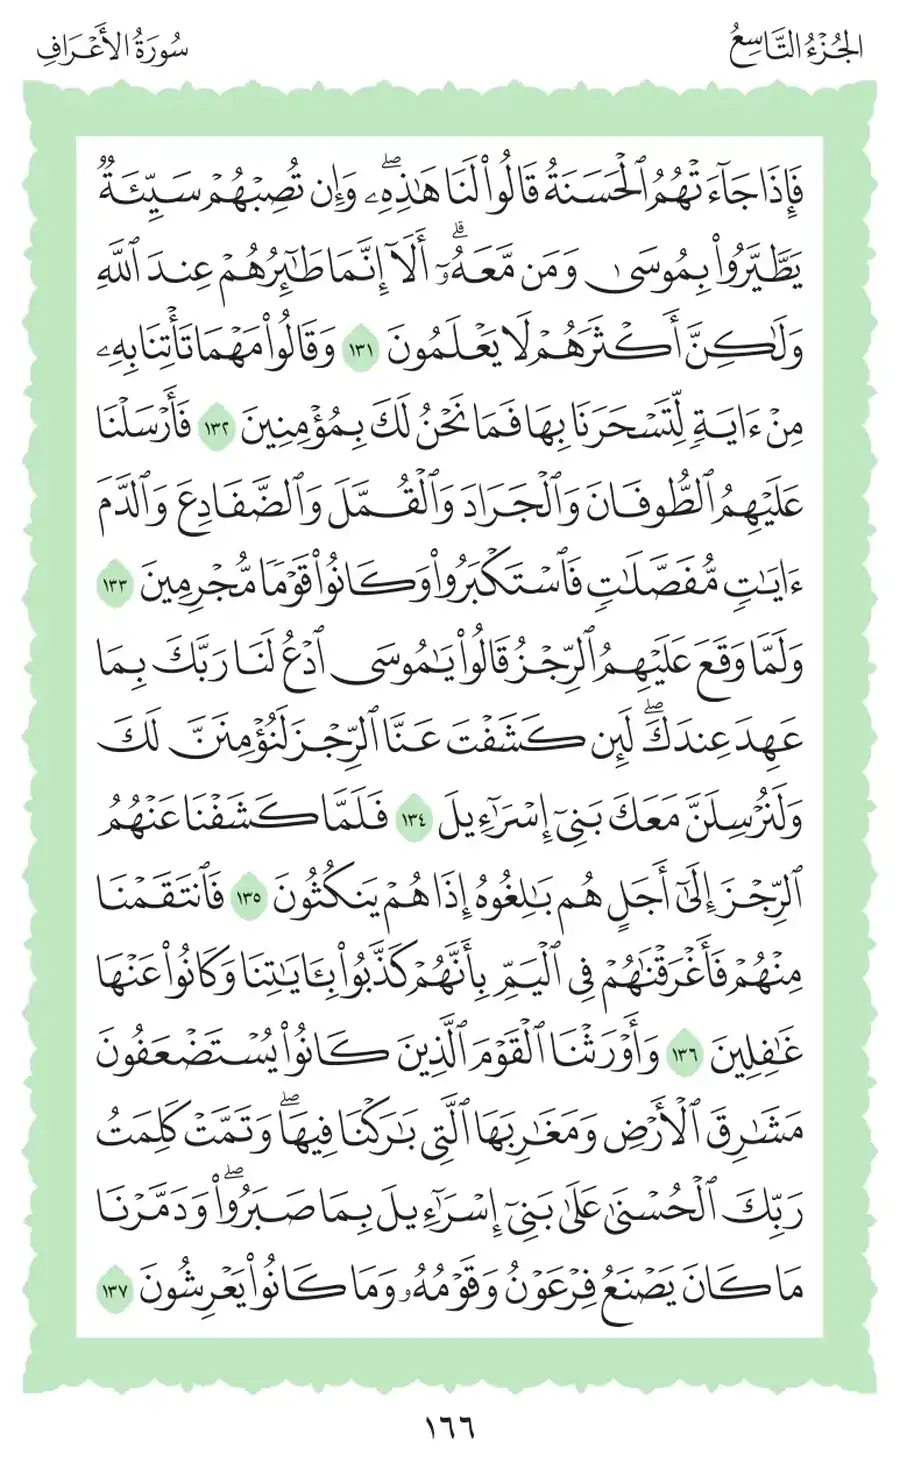 الجُزْءُ التَّاسِعُ
سُورَةُ الأَعْرَافِ
فَإِذَا جَآءَتْهُمُ ٱلْحَسَنَةُ قَالُوا۟ لَنَا هَـٰذِهِۦ ۖ وَإِن تُصِبْهُمْ سَيِّئَةٌ
يَطَّيَّرُوا۟ بِمُوسَىٰ وَمَن مَّعَهُۥٓ ۗ أَلَآ إِنَّمَا طَـٰٓئِرُهُمْ عِندَ ٱللَّهِ
وَلَـٰكِنَّ أَكْثَرَهُمْ لَا يَعْلَمُونَ ١٣١ وَقَالُوا۟ مَهْمَا تَأْتِنَا بِهِۦ
مِنْ ءَايَةٍ لِّتَسْحَرَنَا بِهَا فَمَا نَحْنُ لَكَ بِمُؤْمِنِينَ ١٣٢ فَأَرْسَلْنَا
عَلَيْهِمُ ٱلطُّوفَانَ وَٱلْجَرَادَ وَٱلْقُمَّلَ وَٱلضَّفَادِعَ وَٱلدَّمَ
ءَايَـٰتٍ مُّفَصَّلَـٰتٍ فَٱسْتَكْبَرُوا۟ وَكَانُوا۟ قَوْمًا مُّجْرِمِينَ ١٣٣
وَلَمَّا وَقَعَ عَلَيْهِمُ ٱلرِّجْزُ قَالُوا۟ يَـٰمُوسَى ٱدْعُ لَنَا رَبَّكَ بِمَا
عَهِدَ عِندَكَ ۖ لَئِن كَشَفْتَ عَنَّا ٱلرِّجْزَ لَنُؤْمِنَنَّ لَكَ
وَلَنُرْسِلَنَّ مَعَكَ بَنِىٓ إِسْرَٰٓءِيلَ ١٣٤ فَلَمَّا كَشَفْنَا عَنْهُمُ
ٱلرِّجْزَ إِلَىٰٓ أَجَلٍ هُم بَـٰلِغُوهُ إِذَا هُمْ يَنكُثُونَ ١٣٥ فَٱنتَقَمْنَا
مِنْهُمْ فَأَغْرَقْنَـٰهُمْ فِى ٱلْيَمِّ بِأَنَّهُمْ كَذَّبُوا۟ بِـَٔايَـٰتِنَا وَكَانُوا۟ عَنْهَا
غَـٰفِلِينَ ١٣٦ وَأَوْرَثْنَا ٱلْقَوْمَ ٱلَّذِينَ كَانُوا۟ يُسْتَضْعَفُونَ
مَشَـٰرِقَ ٱلْأَرْضِ وَمَغَـٰرِبَهَا ٱلَّتِى بَـٰرَكْنَا فِيهَا ۖ وَتَمَّتْ كَلِمَتُ
رَبِّكَ ٱلْحُسْنَىٰ عَلَىٰ بَنِىٓ إِسْرَٰٓءِيلَ بِمَا صَبَرُوا۟ ۖ وَدَمَّرْنَا
مَا كَانَ يَصْنَعُ فِرْعَوْنُ وَقَوْمُهُۥ وَمَا كَانُوا۟ يَعْرِشُونَ ١٣٧
١٦٦